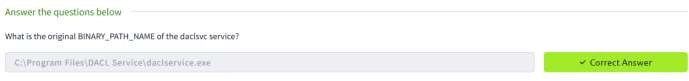 Answer the questions below
What is the original BINARY_PATH_NAME of the daclsvc service?
C:\Program Files\DACL Service\daclservice.exe
✓ Correct Answer